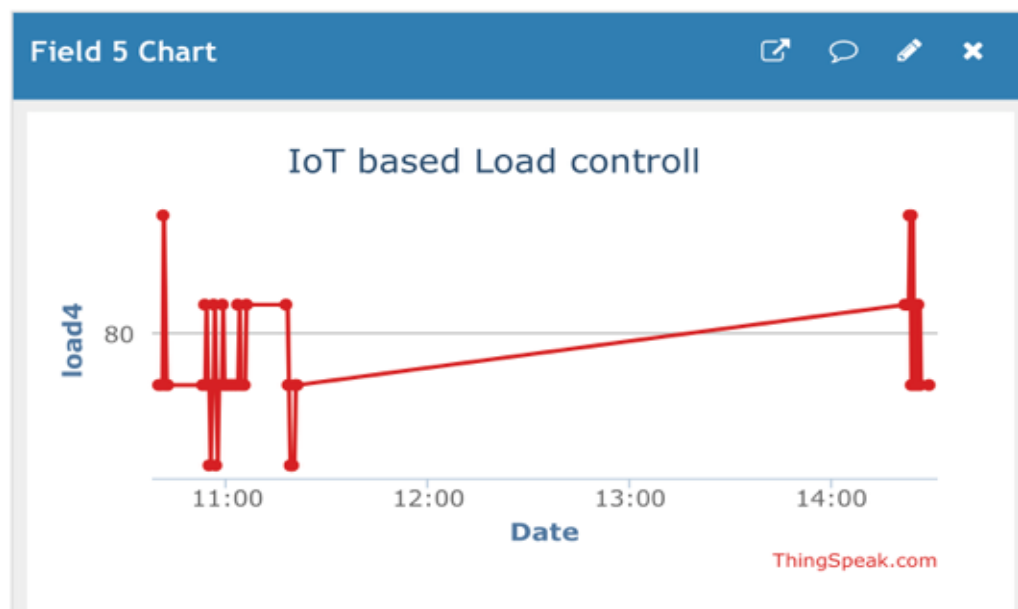 Field 5 Chart
IoT based Load controll
load4
80
11:00
12:00
13:00
14:00
Date
ThingSpeak.com